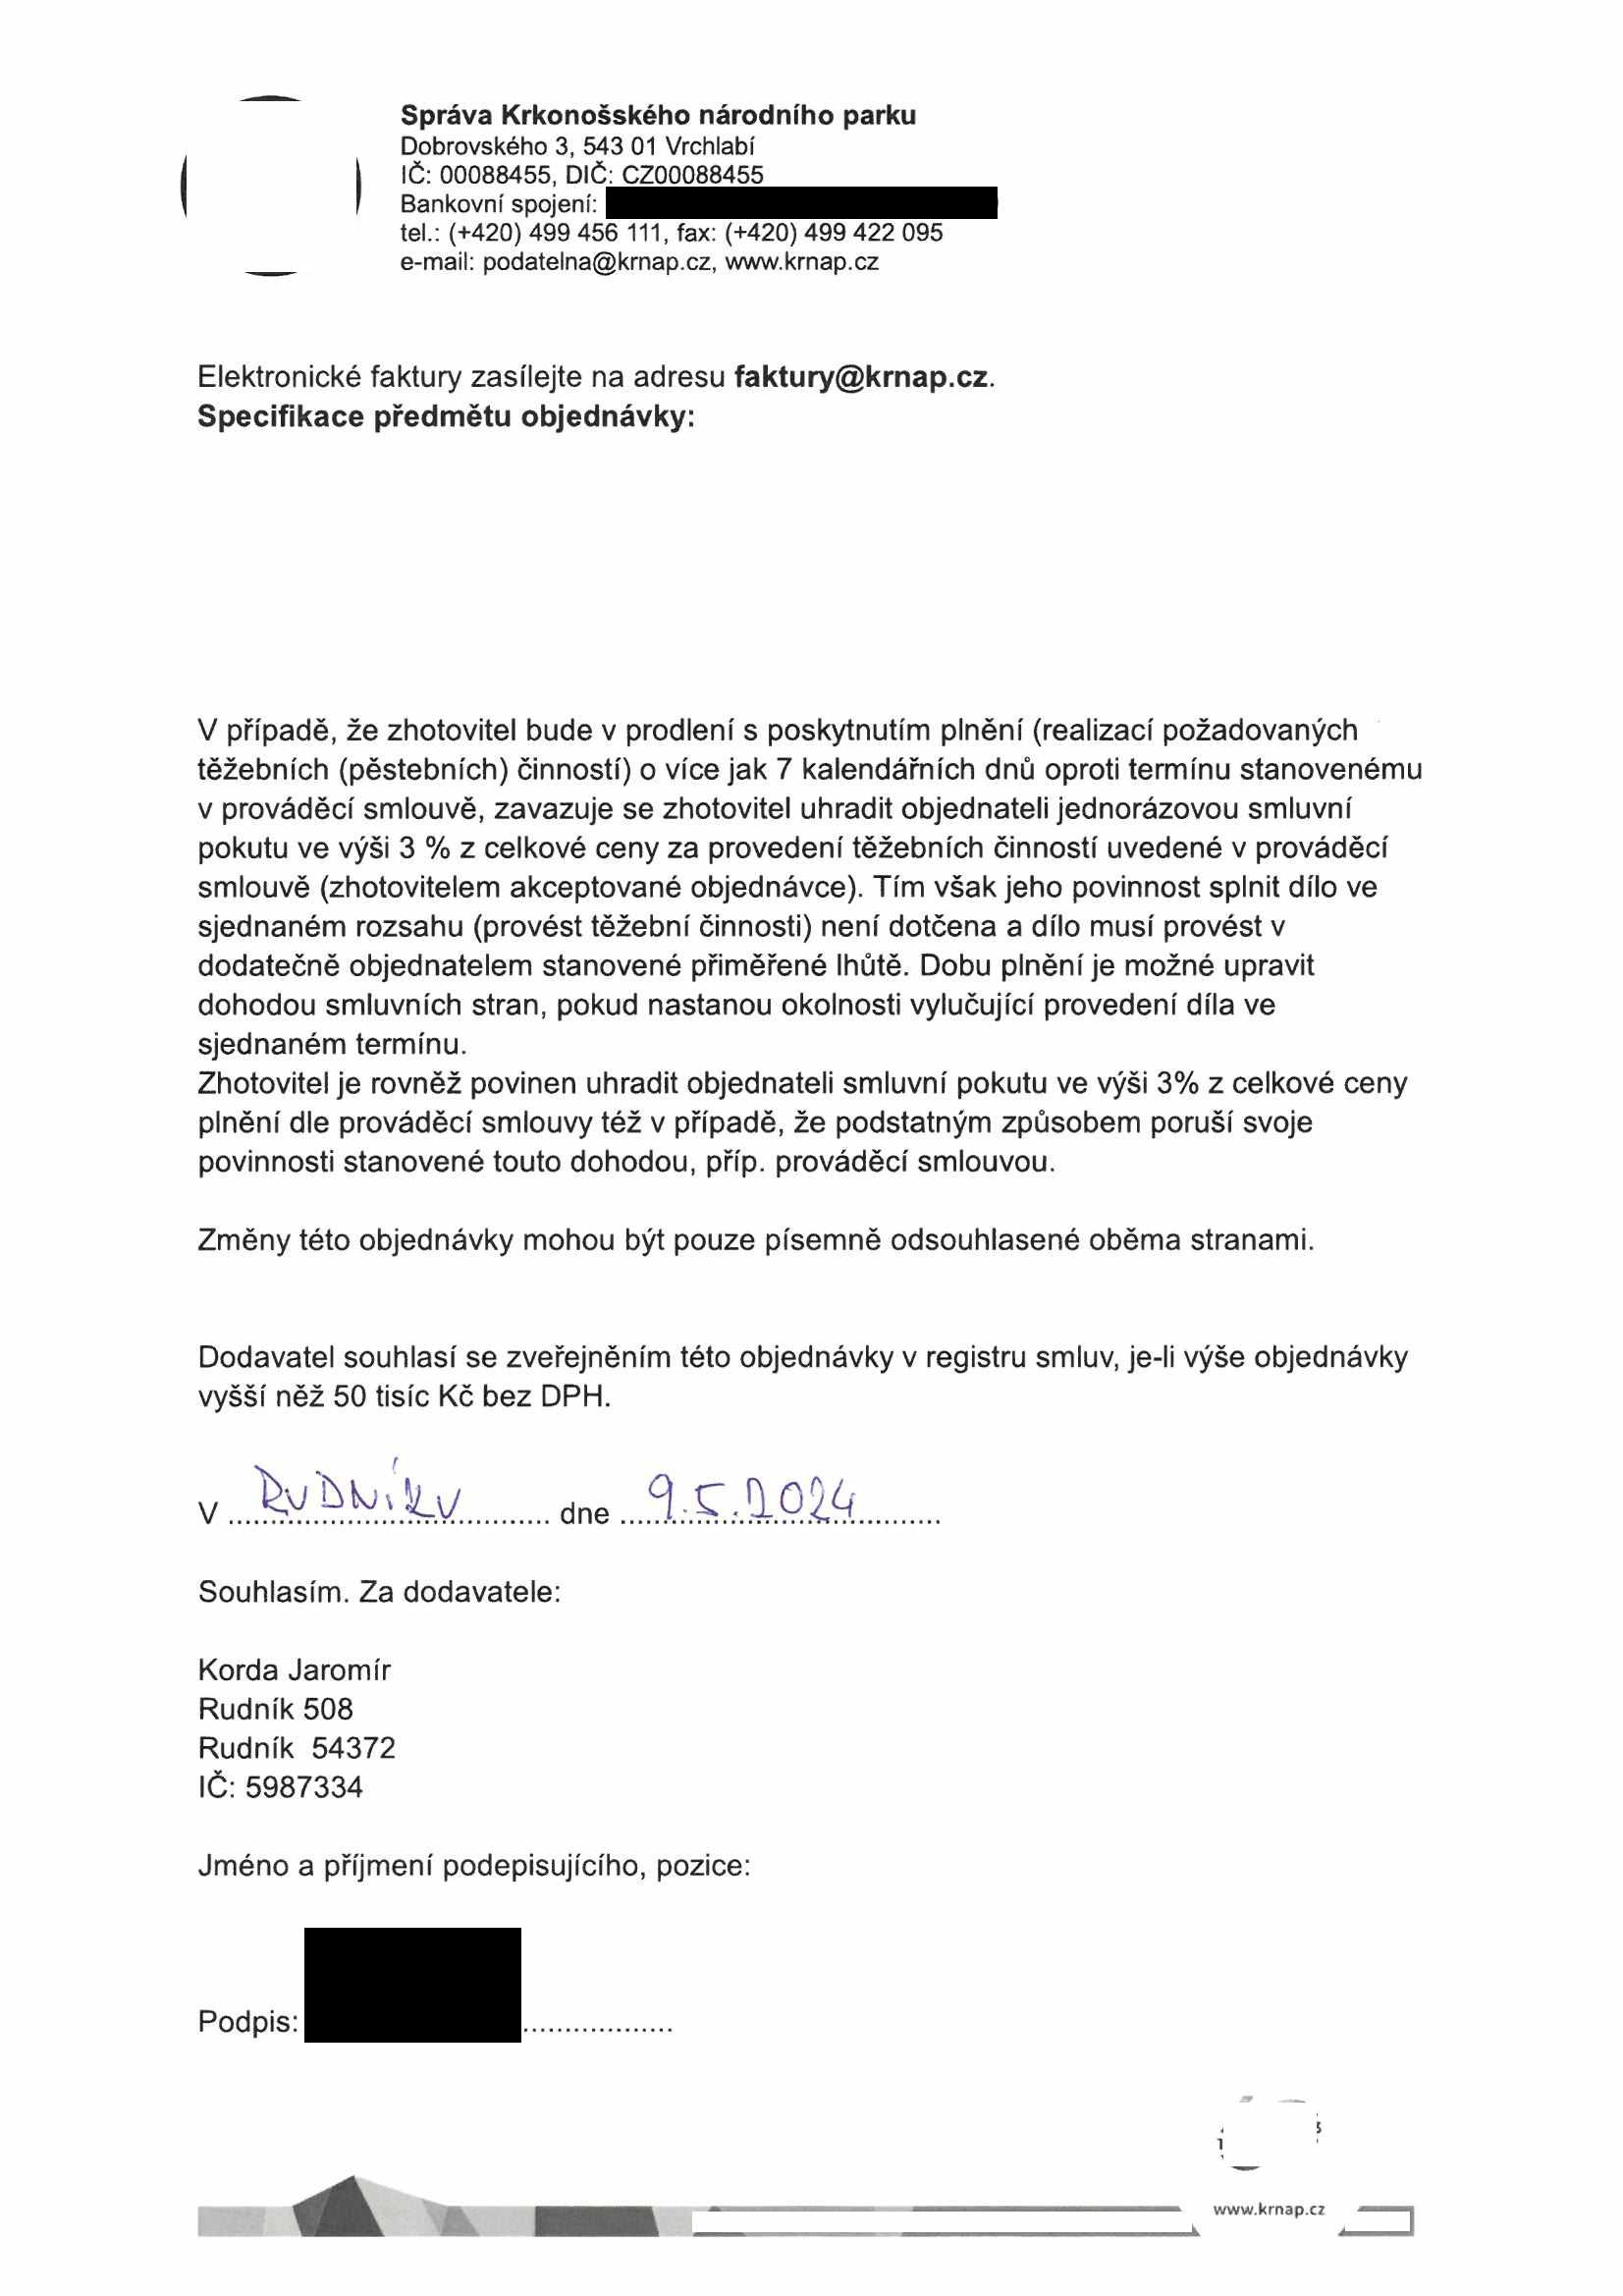 Správa Krkonošského národního parku
Dobrovského 3, 543 01 Vrchlabí
IČ: 00088455, DIČ: CZ00088455
Bankovní spojení:
tel.: (+420) 499 456 111, fax: (+420) 499 422 095
e-mail: podatelna@krnap.cz, www.krnap.cz
Elektronické faktury zasílejte na adresu faktury@krnap.cz.
Specifikace předmětu objednávky:
V případě, že zhotovitel bude v prodlení s poskytnutím plnění (realizací požadovaných
těžebních (pěstebních) činností) o více jak 7 kalendářních dnů oproti termínu stanovenému
v prováděcí smlouvě, zavazuje se zhotovitel uhradit objednateli jednorázovou smluvní
pokutu ve výši 3 % z celkové ceny za provedení těžebních činností uvedené v prováděcí
smlouvě (zhotovitelem akceptované objednávce). Tím však jeho povinnost splnit dílo ve
sjednaném rozsahu (provést těžební činnosti) není dotčena a dílo musí provést v
dodatečně objednatelem stanovené přiměřené lhůtě. Dobu plnění je možné upravit
dohodou smluvních stran, pokud nastanou okolnosti vylučující provedení díla ve
sjednaném termínu.
Zhotovitel je rovněž povinen uhradit objednateli smluvní pokutu ve výši 3% z celkové ceny
plnění dle prováděcí smlouvy též v případě, že podstatným způsobem poruší svoje
povinnosti stanovené touto dohodou, příp. prováděcí smlouvou.
Změny této objednávky mohou být pouze písemně odsouhlasené oběma stranami.
Dodavatel souhlasí se zveřejněním této objednávky v registru smluv, je-li výše objednávky
vyšší něž 50 tisíc Kč bez DPH.
V RUDNÍKU dne 9.5.2024
Souhlasím. Za dodavatele:
Korda Jaromír
Rudník 508
Rudník 54372
IČ: 5987334
Jméno a příjmení podepisujícího, pozice:
Podpis:
www.krnap.cz